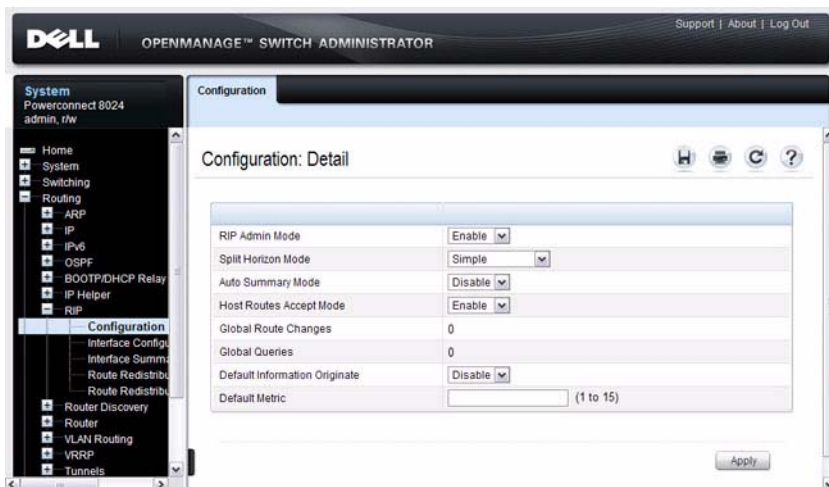 Support | About | Log Out
DELL OPENMANAGE™ SWITCH ADMINISTRATOR
System
Powerconnect 8024
admin, r/w
Home
System
Switching
Routing
ARP
IP
IPv6
OSPF
BOOTP/DHCP Relay
IP Helper
RIP
Configuration
Interface Configu
Interface Summa
Route Redistribu
Route Redistribu
Router Discovery
Router
VLAN Routing
VRRP
Tunnels
Configuration
Configuration: Detail
?
RIP Admin Mode Enable
Split Horizon Mode Simple
Auto Summary Mode Disable
Host Routes Accept Mode Enable
Global Route Changes 0
Global Queries 0
Default Information Originate Disable
Default Metric (1 to 15)
Apply